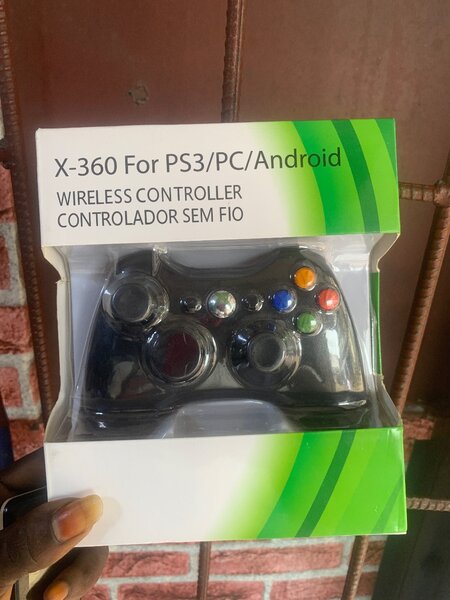 X-360 For PS3/PC/Android
WIRELESS CONTROLLER
CONTROLADOR SEM FIO